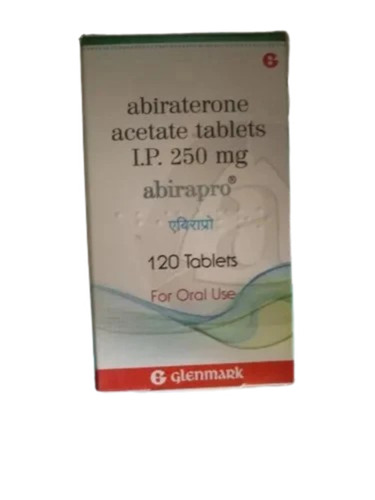 abiraterone
acetate tablets
I.P. 250 mg
abirapro®
एबिराप्रो
120 Tablets
For Oral Use
glenmark